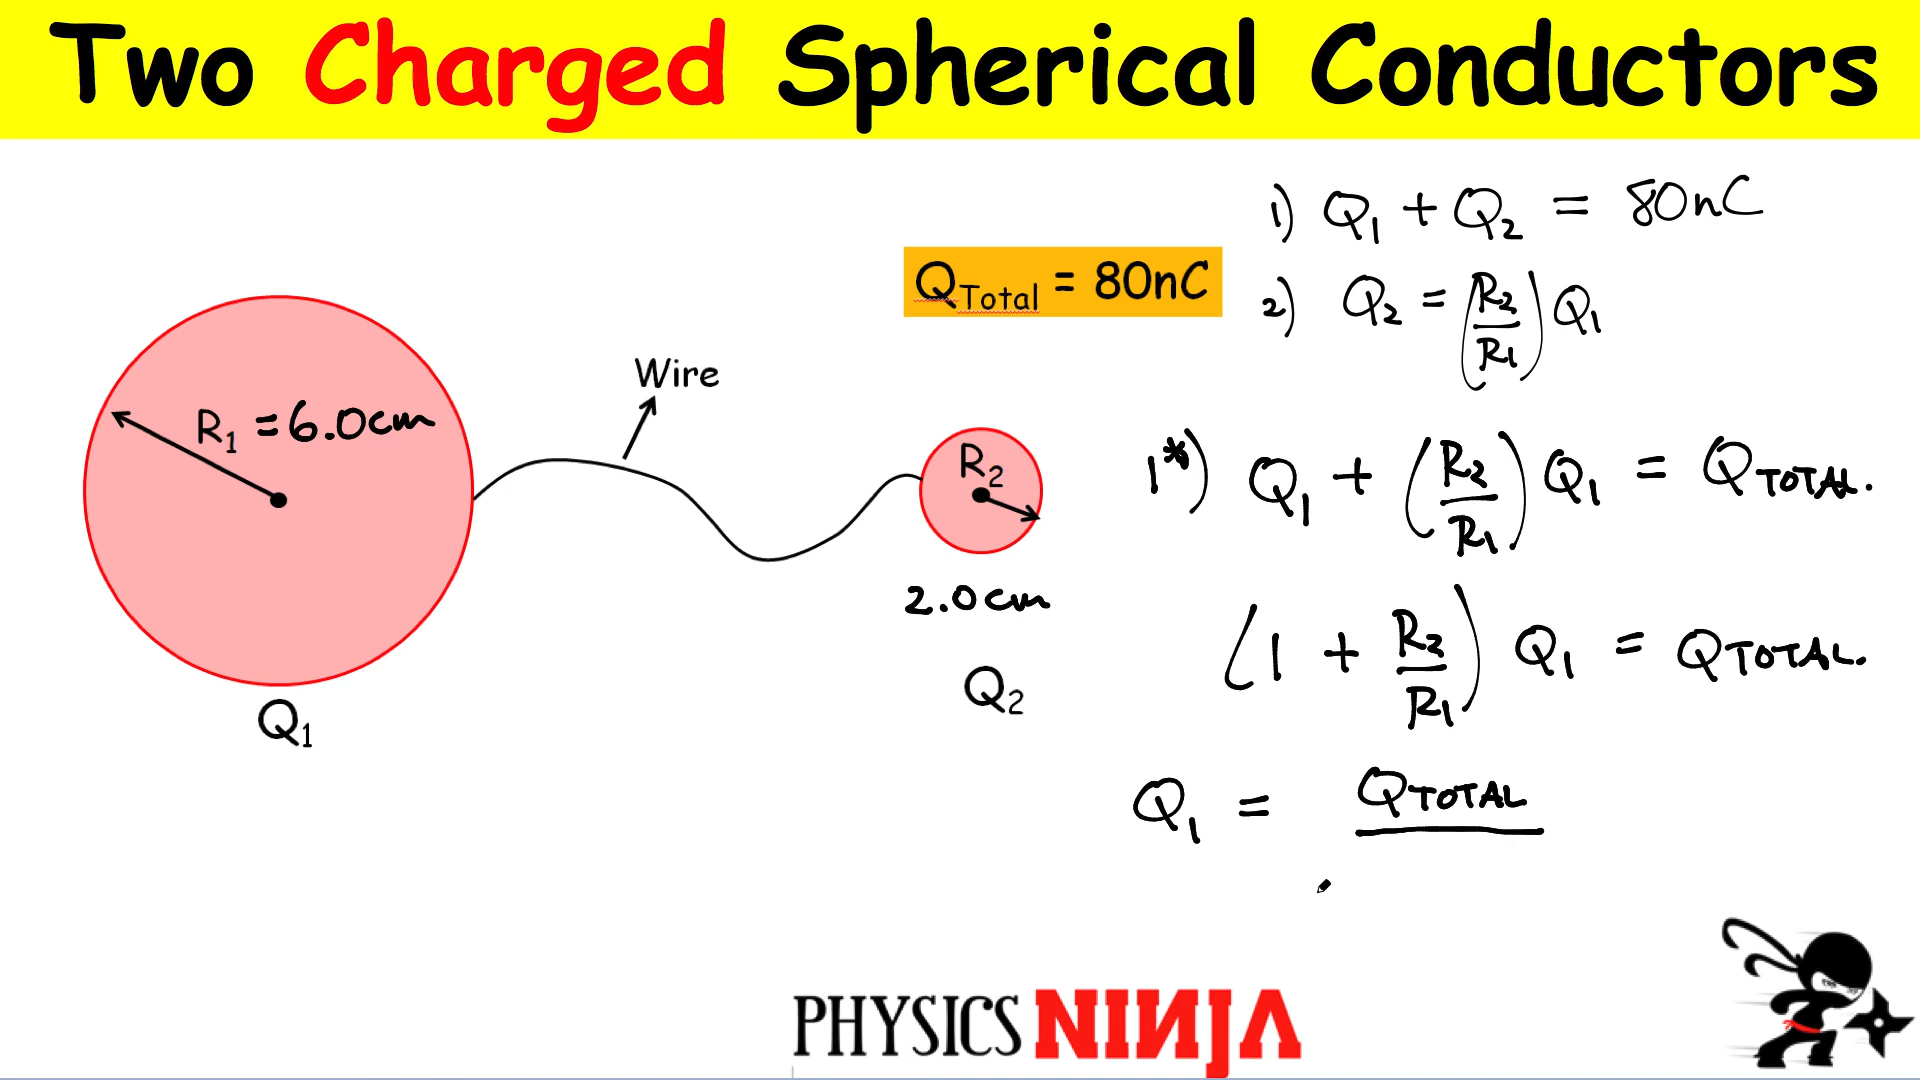 Two Charged Spherical Conductors
1) Q₁ + Q₂ = 80nC
Q_Total = 80nC
2) Q₂ = (R₂/R₁) Q₁
Wire
R₁ = 6.0cm
R₂
1*) Q₁ + (R₂/R₁) Q₁ = QTOTAL.
2.0cm
(1 + R₂/R₁) Q₁ = QTOTAL.
Q₂
Q₁
Q₁ = QTOTAL
PHYSICS NINJA